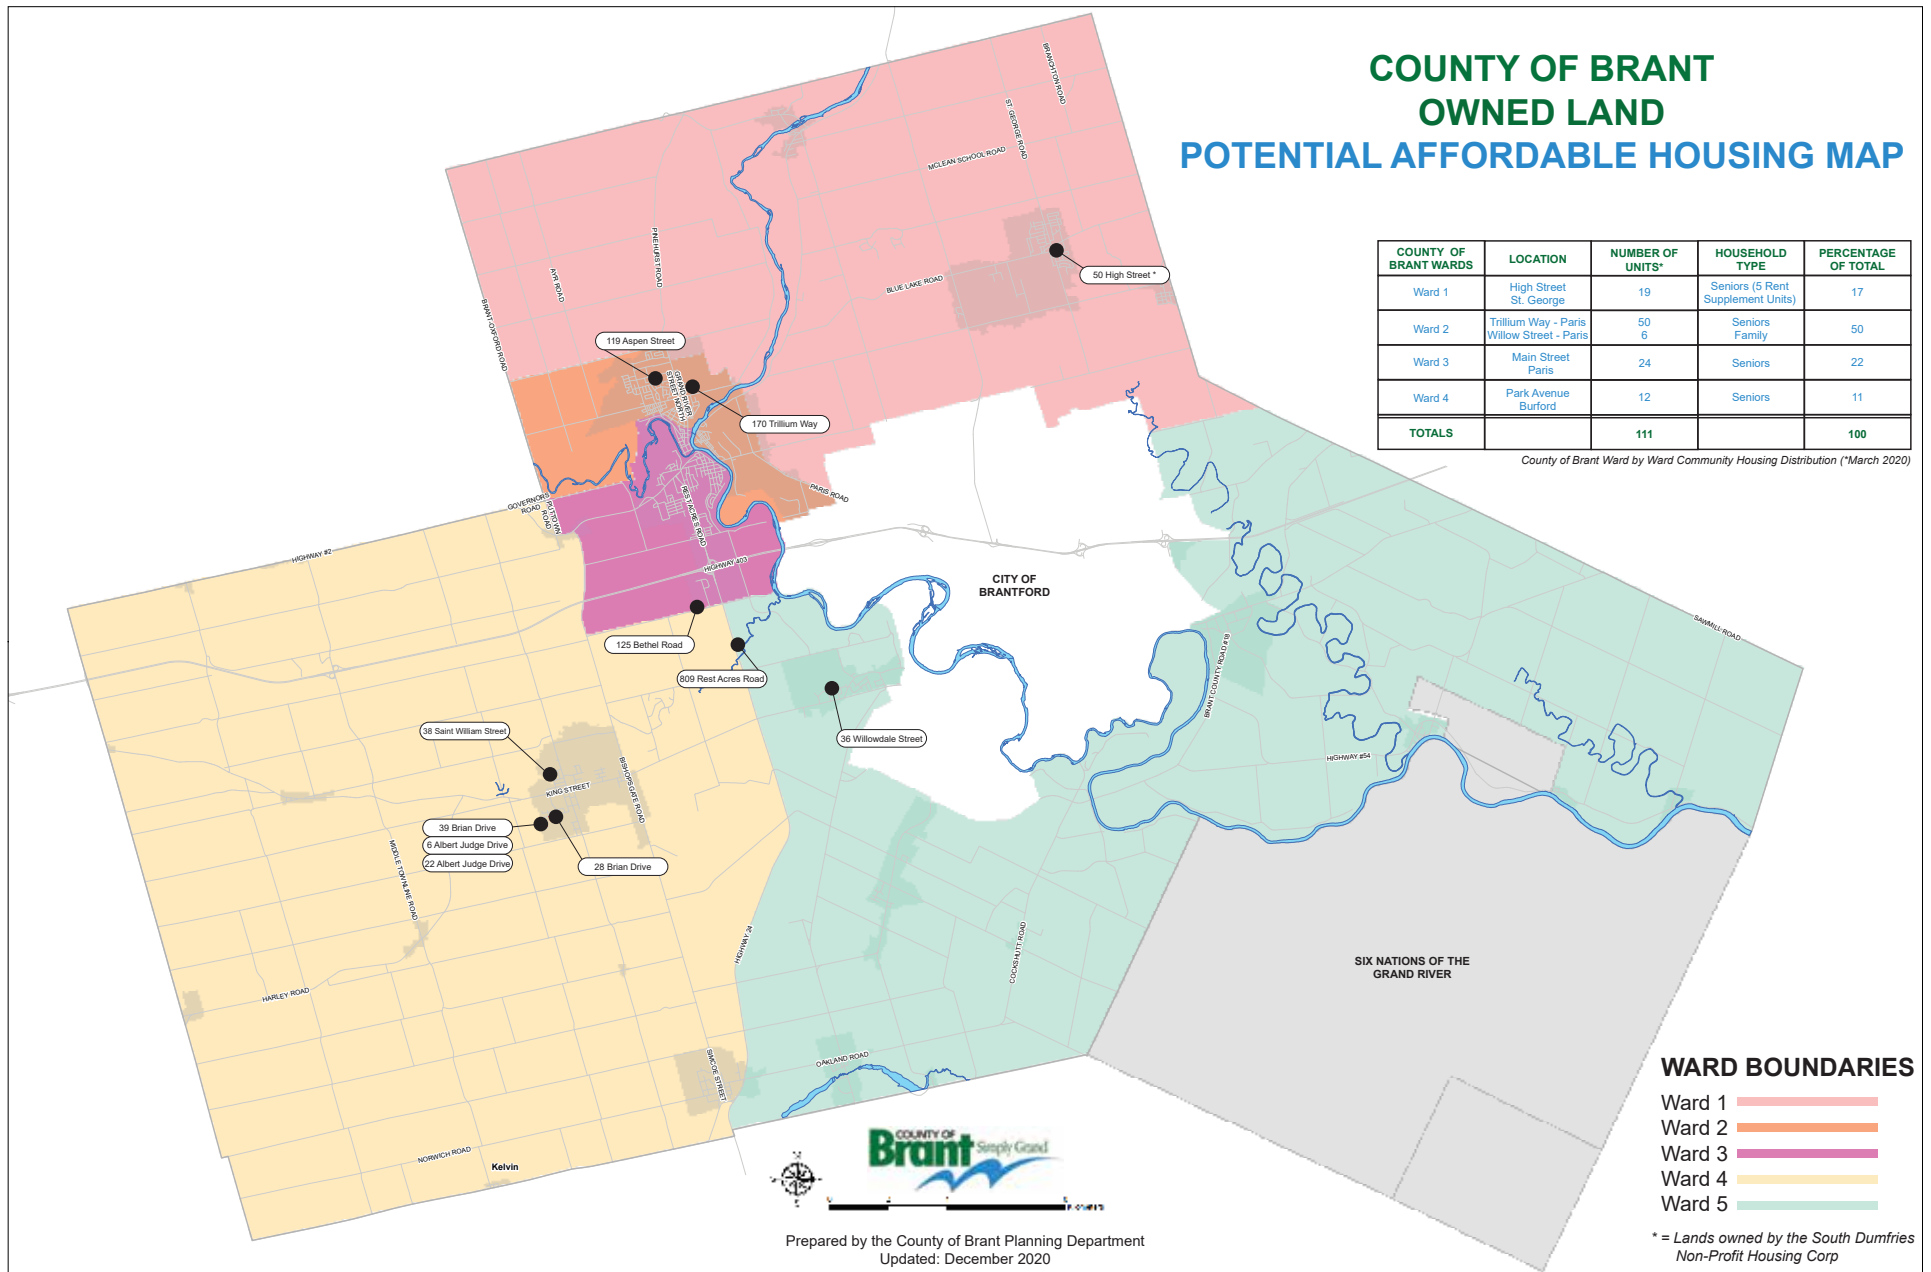 COUNTY OF BRANT
OWNED LAND
POTENTIAL AFFORDABLE HOUSING MAP
COUNTY OF BRANT WARDS | LOCATION | NUMBER OF UNITS* | HOUSEHOLD TYPE | PERCENTAGE OF TOTAL
Ward 1 | High Street St. George | 19 | Seniors (5 Rent Supplement Units) | 17
Ward 2 | Trillium Way - Paris Willow Street - Paris | 50 6 | Seniors Family | 50
Ward 3 | Main Street Paris | 24 | Seniors | 22
Ward 4 | Park Avenue Burford | 12 | Seniors | 11
TOTALS | 111 | 100
County of Brant Ward by Ward Community Housing Distribution (*March 2020)
BRANCHTON ROAD
ST. GEORGE ROAD
MCLEAN SCHOOL ROAD
PINEHURST ROAD
AYR ROAD
BLUE LAKE ROAD
BRANT-OXFORD ROAD
50 High Street *
119 Aspen Street
GRAND RIVER
STREET NORTH
170 Trillium Way
PARIS ROAD
GOVERNORS
ROAD
PUTTOWN
ROAD
REST ACRES ROAD
HIGHWAY #2
HIGHWAY 403
CITY OF
BRANTFORD
125 Bethel Road
809 Rest Acres Road
36 Willowdale Street
BRANT COUNTY ROAD #18
SAWMILL ROAD
HIGHWAY #54
38 Saint William Street
KING STREET
BISHOPSGATE ROAD
39 Brian Drive
6 Albert Judge Drive
22 Albert Judge Drive
28 Brian Drive
MIDDLE TOWNLINE ROAD
HIGHWAY 24
COCKSHUTT ROAD
HARLEY ROAD
SIX NATIONS OF THE
GRAND RIVER
OAKLAND ROAD
SIMCOE STREET
NORWICH ROAD
Kelvin
COUNTY OF
Brant Simply Grand
Prepared by the County of Brant Planning Department
Updated: December 2020
WARD BOUNDARIES
Ward 1
Ward 2
Ward 3
Ward 4
Ward 5
* = Lands owned by the South Dumfries
Non-Profit Housing Corp